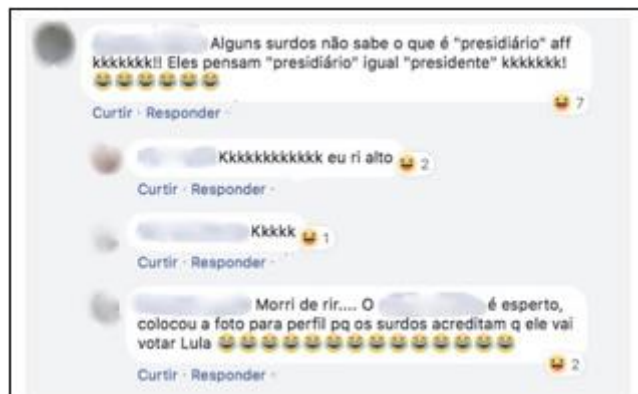 Alguns surdos não sabe o que é "presidiário" aff
kkkkkkk!! Eles pensam "presidiário" igual "presidente" kkkkkkk!
😂😂😂😂😂😂
😆 7
Curtir · Responder ·
Kkkkkkkkkkkk eu ri alto 😆 2
Curtir · Responder ·
Kkkkk 😆 1
Curtir · Responder ·
Morri de rir.... O é esperto,
colocou a foto para perfil pq os surdos acreditam q ele vai
votar Lula 😂😂😂😂😂😂😂😂😂😂😂😂😂😂
😆 2
Curtir · Responder ·